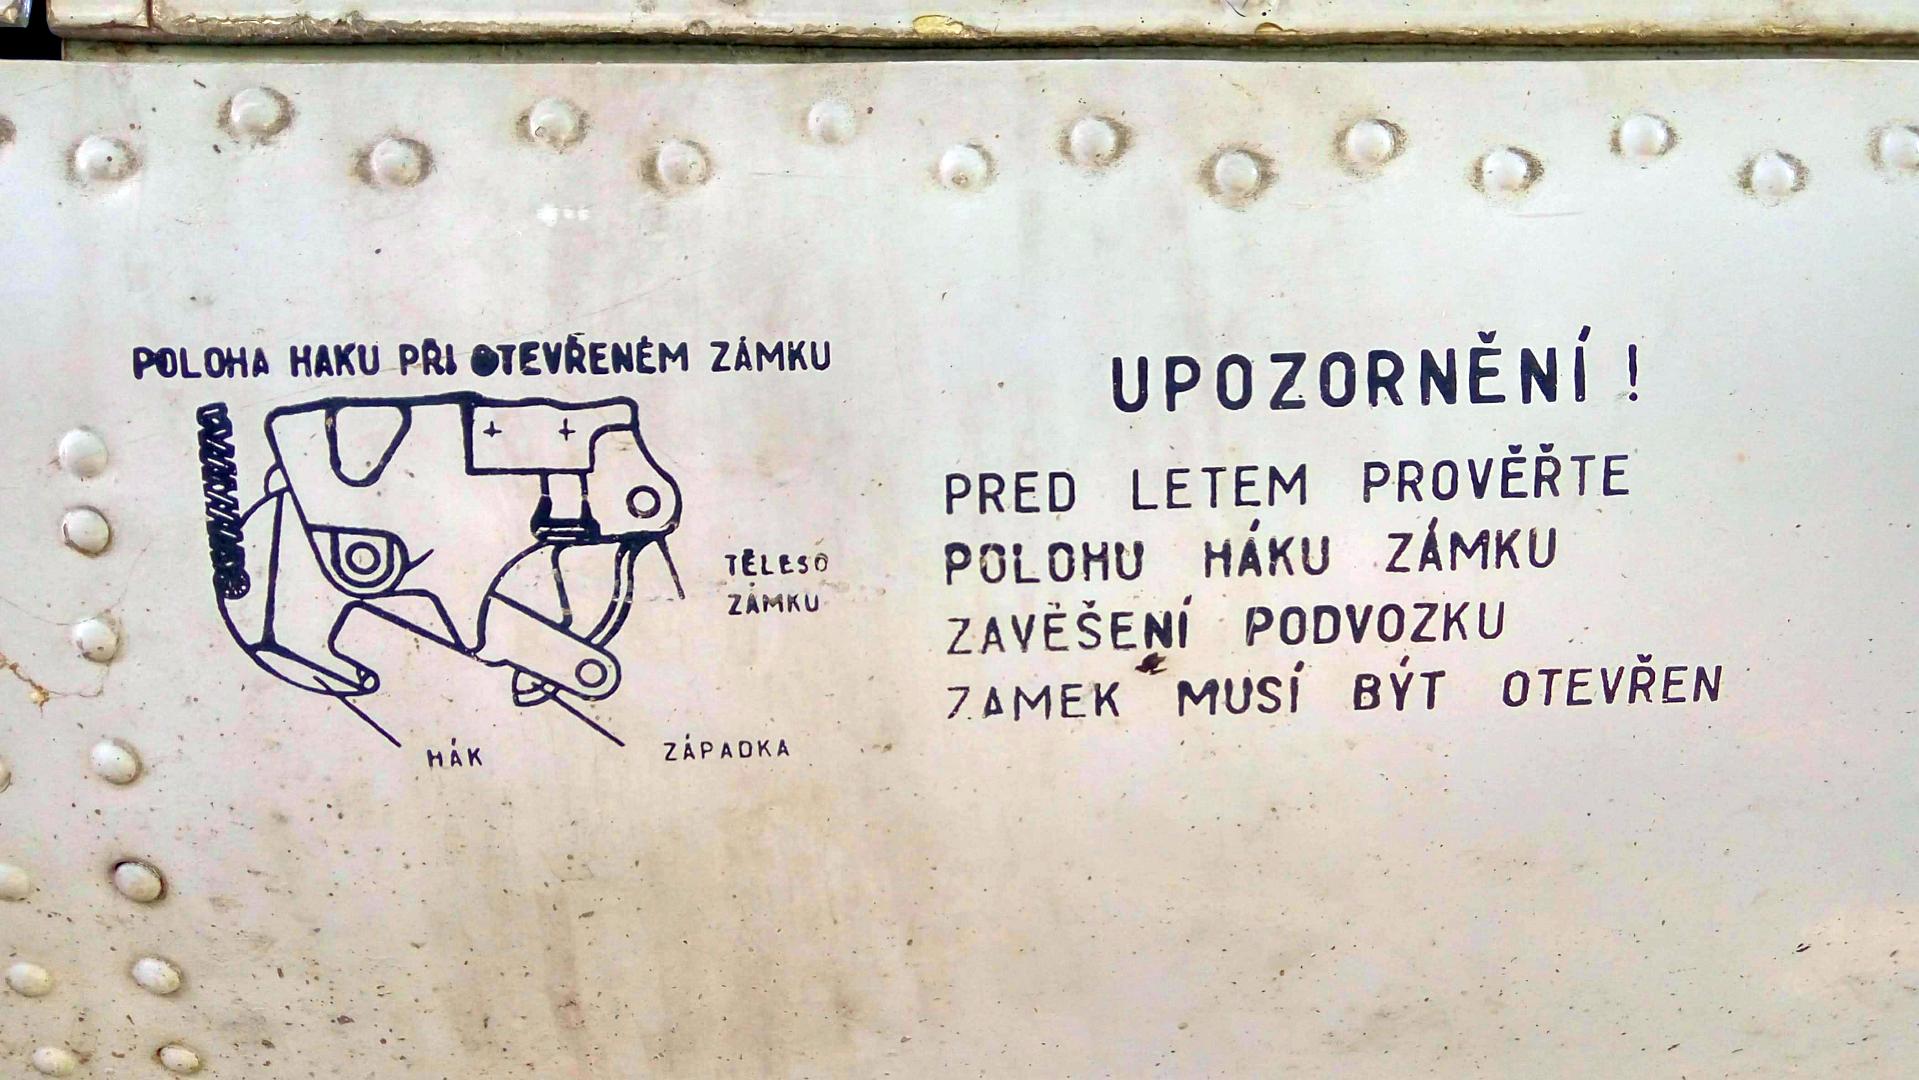 POLOHA HAKU PŘI OTEVŘENÉM ZÁMKU
TĚLESO
ZÁMKU
HÁK
ZÁPADKA
UPOZORNĚNÍ !
PRED LETEM PROVĚŘTE
POLOHU HÁKU ZÁMKU
ZAVĚŠENÍ PODVOZKU
ZAMEK MUSÍ BÝT OTEVŘEN